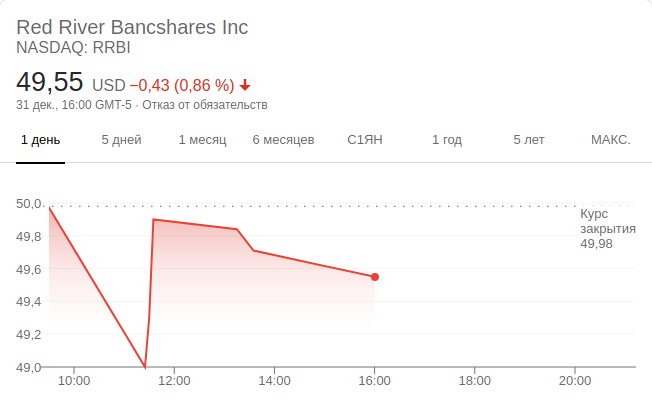 Red River Bancshares Inc
NASDAQ: RRBI
49,55 USD −0,43 (0,86 %)
31 дек., 16:00 GMT-5 · Отказ от обязательств
1 день 5 дней 1 месяц 6 месяцев С1ЯН 1 год 5 лет МАКС.
50,0
Курс
закрытия
49,98
49,8
49,6
49,4
49,2
49,0
10:00 12:00 14:00 16:00 18:00 20:00